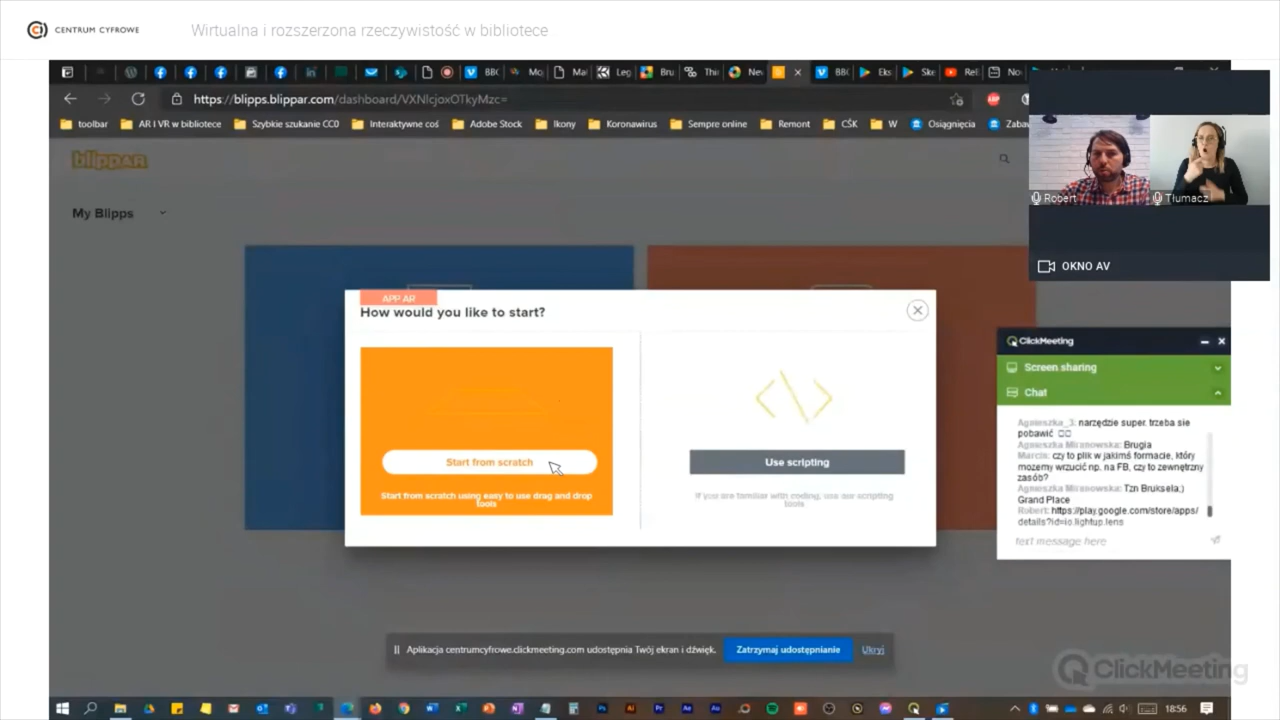 CENTRUM CYFROWE
Wirtualna i rozszerzona rzeczywistość w bibliotece
BBC
Leg
Bru
Eks
https://blipps.blippar.com/dashboard/VXNlcjoxOTkyMzc=
ABP
toolbar
AR I VR w bibliotece
Szybkie szukanie CC0
Interaktywne coś
Adobe Stock
Ikony
Koronawirus
Sempre online
Remont
CŚK
W
Osiągnięcia
Zabaw
blippAR
My Blipps
Robert
Tłumacz
OKNO AV
APP AR
How would you like to start?
Start from scratch
Start from scratch using easy to use drag and drop
tools
Use scripting
If you are familiar with coding, use our scripting
tools
ClickMeeting
Screen sharing
Chat
Agnieszka_3: narzędzie super. trzeba sie
pobawić
Agnieszka Miranowska: Brugia
Marcin: czy to plik w jakimś formacie, który
mozemy wrzucić np. na FB, czy to zewnętrzny
zasób?
Agnieszka Miranowska: Tzn Bruksela;)
Grand Place
Robert: https://play.google.com/store/apps/
details?id=io.lightup.lens
text message here
Aplikacja centrumcyfrowe.clickmeeting.com udostępnia Twój ekran i dźwięk.
Zatrzymaj udostępnianie
Ukryj
ClickMeeting
18:56